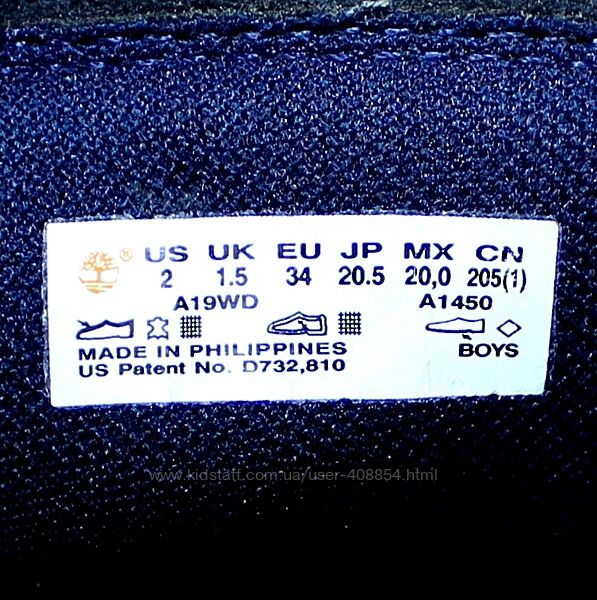 ® US UK EU JP MX CN
2 1.5 34 20.5 20,0 205(1)
A19WD A1450
MADE IN PHILIPPINES BOYS
US Patent No. D732,810
www.kidstaff.com.ua/user-408854.html